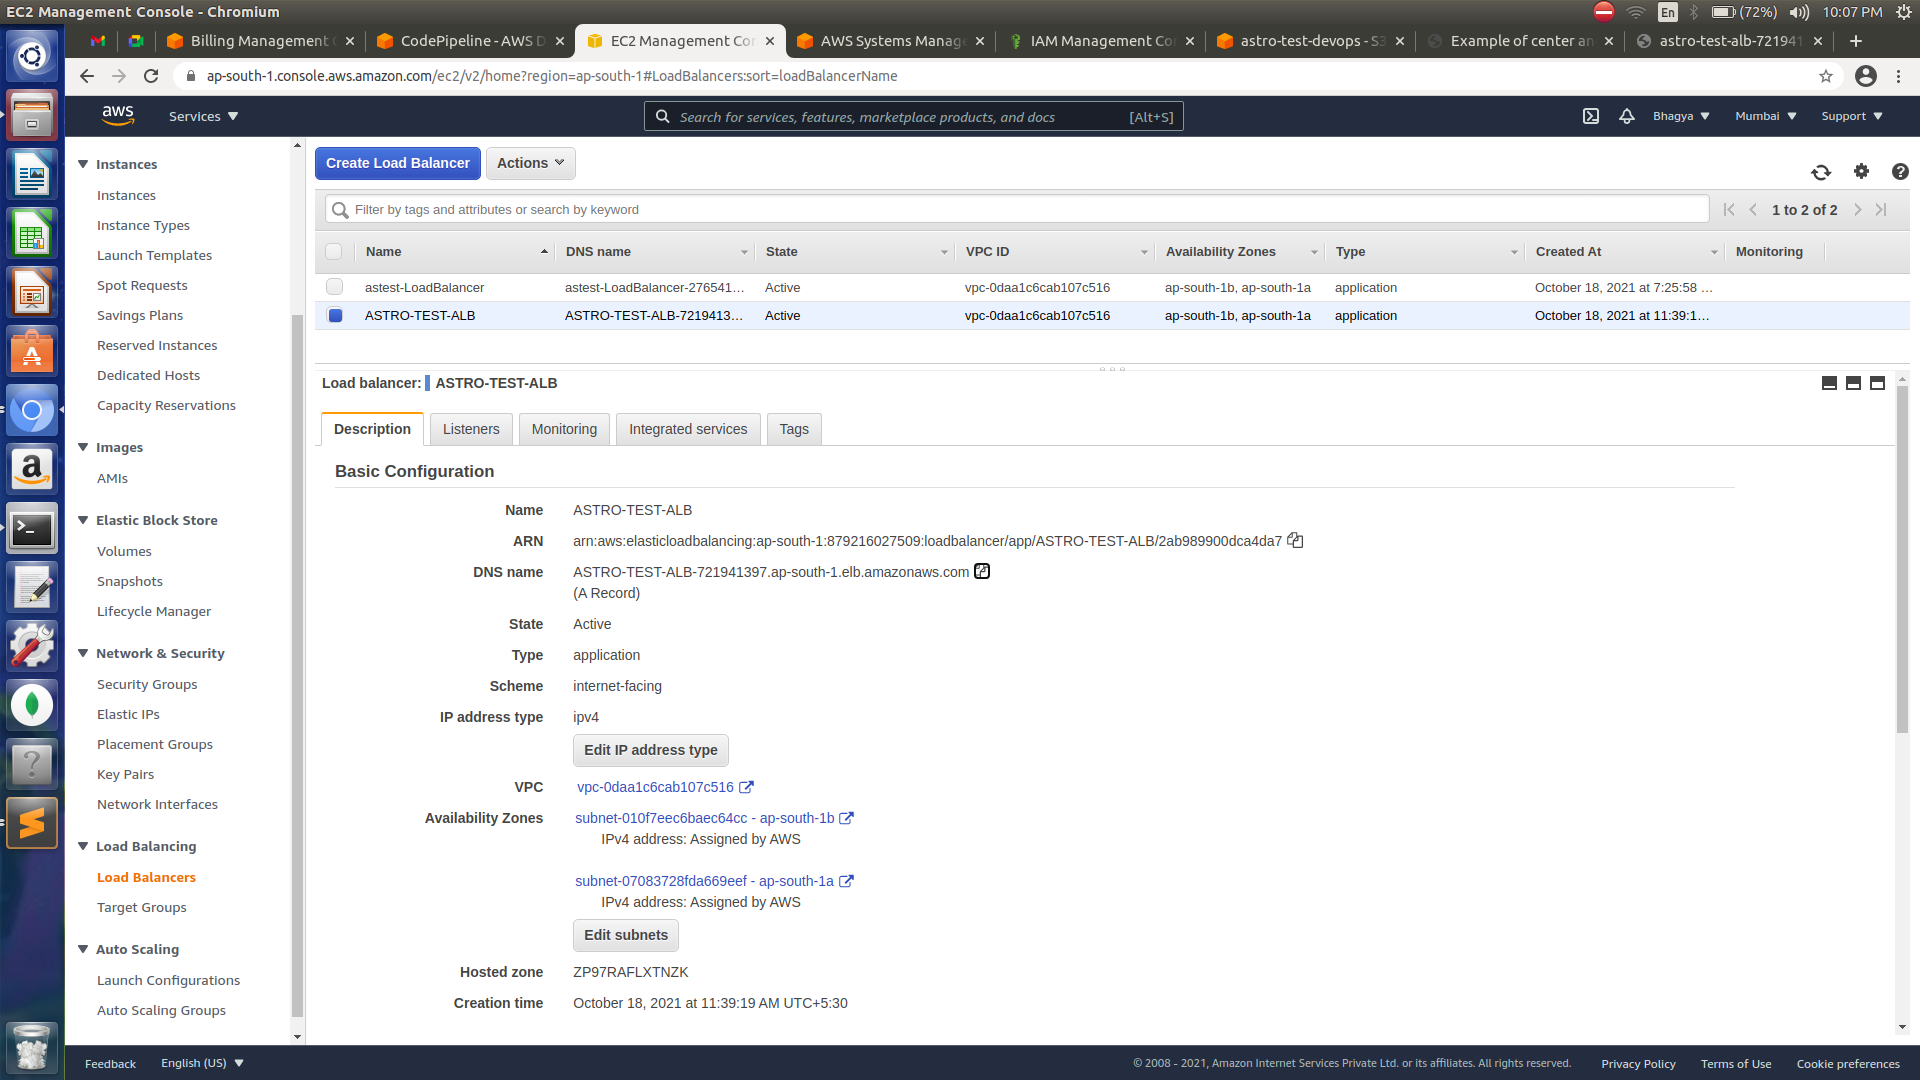 EC2 Management Console - Chromium
En
(72%)
10:07 PM
Billing Management
CodePipeline - AWS D
EC2 Management Co
AWS Systems Manag
IAM Management Co
astro-test-devops - S3
Example of center an
astro-test-alb-721941
ap-south-1.console.aws.amazon.com/ec2/v2/home?region=ap-south-1#LoadBalancers:sort=loadBalancerName
aws
Services
Search for services, features, marketplace products, and docs
[Alt+S]
Bhagya
Mumbai
Support
Instances
Instances
Instance Types
Launch Templates
Spot Requests
Savings Plans
Reserved Instances
Dedicated Hosts
Capacity Reservations
Images
AMIs
Elastic Block Store
Volumes
Snapshots
Lifecycle Manager
Network & Security
Security Groups
Elastic IPs
Placement Groups
Key Pairs
Network Interfaces
Load Balancing
Load Balancers
Target Groups
Auto Scaling
Launch Configurations
Auto Scaling Groups
Create Load Balancer
Actions
Filter by tags and attributes or search by keyword
1 to 2 of 2
Name DNS name State VPC ID Availability Zones Type Created At Monitoring
astest-LoadBalancer astest-LoadBalancer-276541... Active vpc-0daa1c6cab107c516 ap-south-1b, ap-south-1a application October 18, 2021 at 7:25:58 ...
ASTRO-TEST-ALB ASTRO-TEST-ALB-7219413... Active vpc-0daa1c6cab107c516 ap-south-1b, ap-south-1a application October 18, 2021 at 11:39:1...
Load balancer: ASTRO-TEST-ALB
Description
Listeners
Monitoring
Integrated services
Tags
Basic Configuration
Name ASTRO-TEST-ALB
ARN arn:aws:elasticloadbalancing:ap-south-1:879216027509:loadbalancer/app/ASTRO-TEST-ALB/2ab989900dca4da7
DNS name ASTRO-TEST-ALB-721941397.ap-south-1.elb.amazonaws.com
(A Record)
State Active
Type application
Scheme internet-facing
IP address type ipv4
Edit IP address type
VPC vpc-0daa1c6cab107c516
Availability Zones subnet-010f7eec6baec64cc - ap-south-1b
IPv4 address: Assigned by AWS
subnet-07083728fda669eef - ap-south-1a
IPv4 address: Assigned by AWS
Edit subnets
Hosted zone ZP97RAFLXTNZK
Creation time October 18, 2021 at 11:39:19 AM UTC+5:30
Feedback
English (US)
© 2008 - 2021, Amazon Internet Services Private Ltd. or its affiliates. All rights reserved.
Privacy Policy
Terms of Use
Cookie preferences